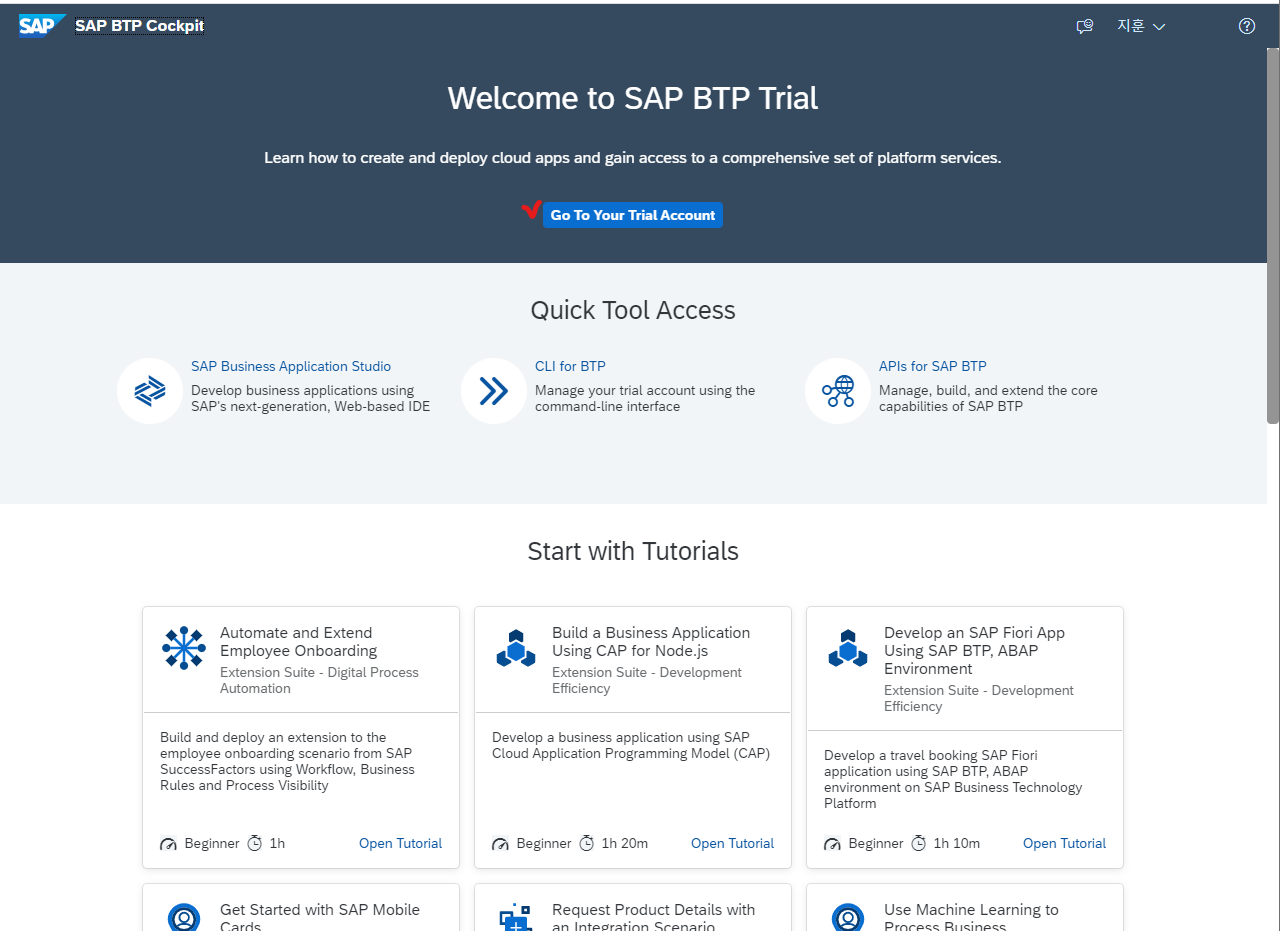 SAP SAP BTP Cockpit 지훈
Welcome to SAP BTP Trial
Learn how to create and deploy cloud apps and gain access to a comprehensive set of platform services.
Go To Your Trial Account
Quick Tool Access
SAP Business Application Studio
Develop business applications using
SAP's next-generation, Web-based IDE
CLI for BTP
Manage your trial account using the
command-line interface
APIs for SAP BTP
Manage, build, and extend the core
capabilities of SAP BTP
Start with Tutorials
Automate and Extend
Employee Onboarding
Extension Suite - Digital Process
Automation
Build and deploy an extension to the
employee onboarding scenario from SAP
SuccessFactors using Workflow, Business
Rules and Process Visibility
Beginner 1h Open Tutorial
Build a Business Application
Using CAP for Node.js
Extension Suite - Development
Efficiency
Develop a business application using SAP
Cloud Application Programming Model (CAP)
Beginner 1h 20m Open Tutorial
Develop an SAP Fiori App
Using SAP BTP, ABAP
Environment
Extension Suite - Development
Efficiency
Develop a travel booking SAP Fiori
application using SAP BTP, ABAP
environment on SAP Business Technology
Platform
Beginner 1h 10m Open Tutorial
Get Started with SAP Mobile
Cards
Request Product Details with
an Integration Scenario
Use Machine Learning to
Process Business